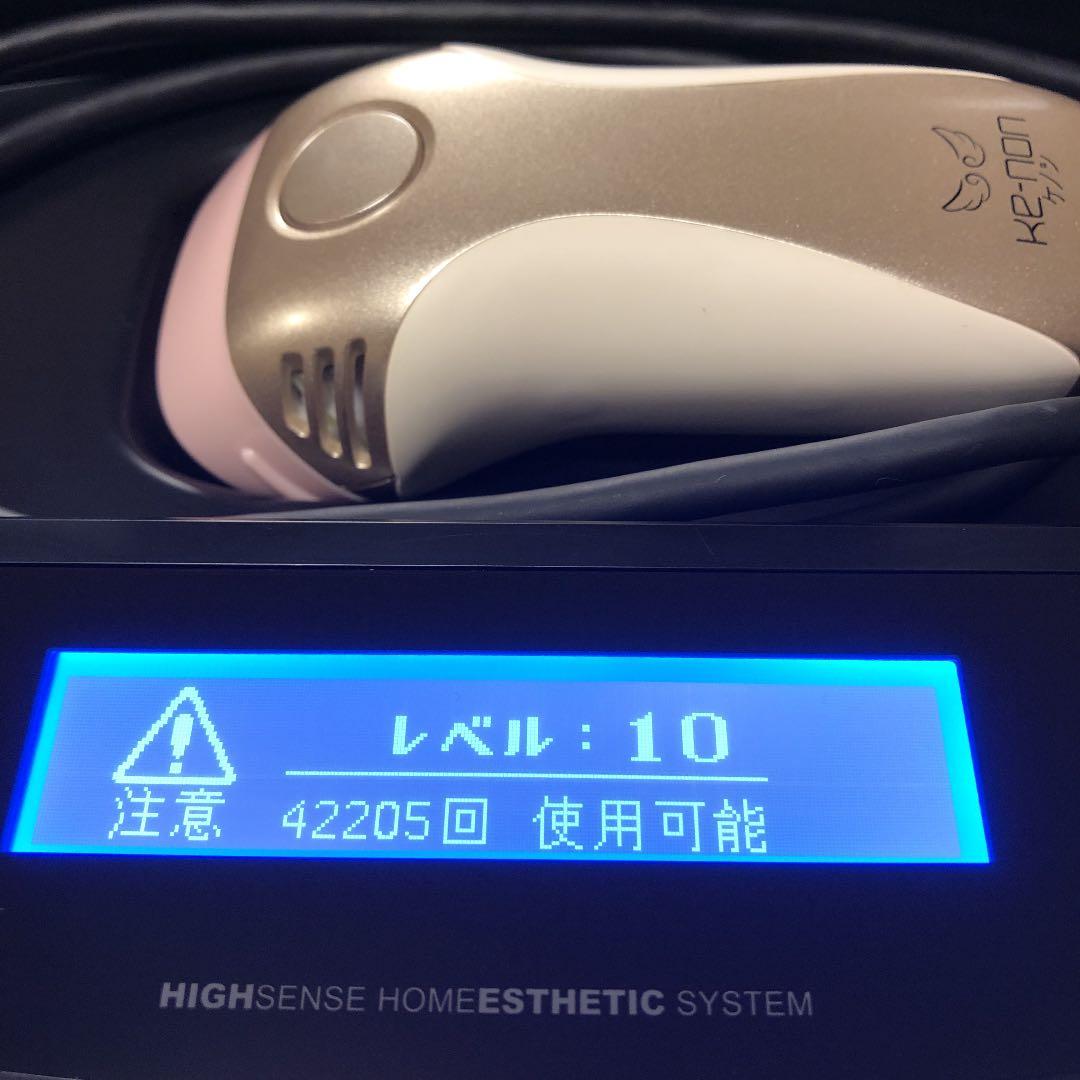 ke-non
ケノン
レベル：10
注意 42205回 使用可能
HIGHSENSE HOMEESTHETIC SYSTEM